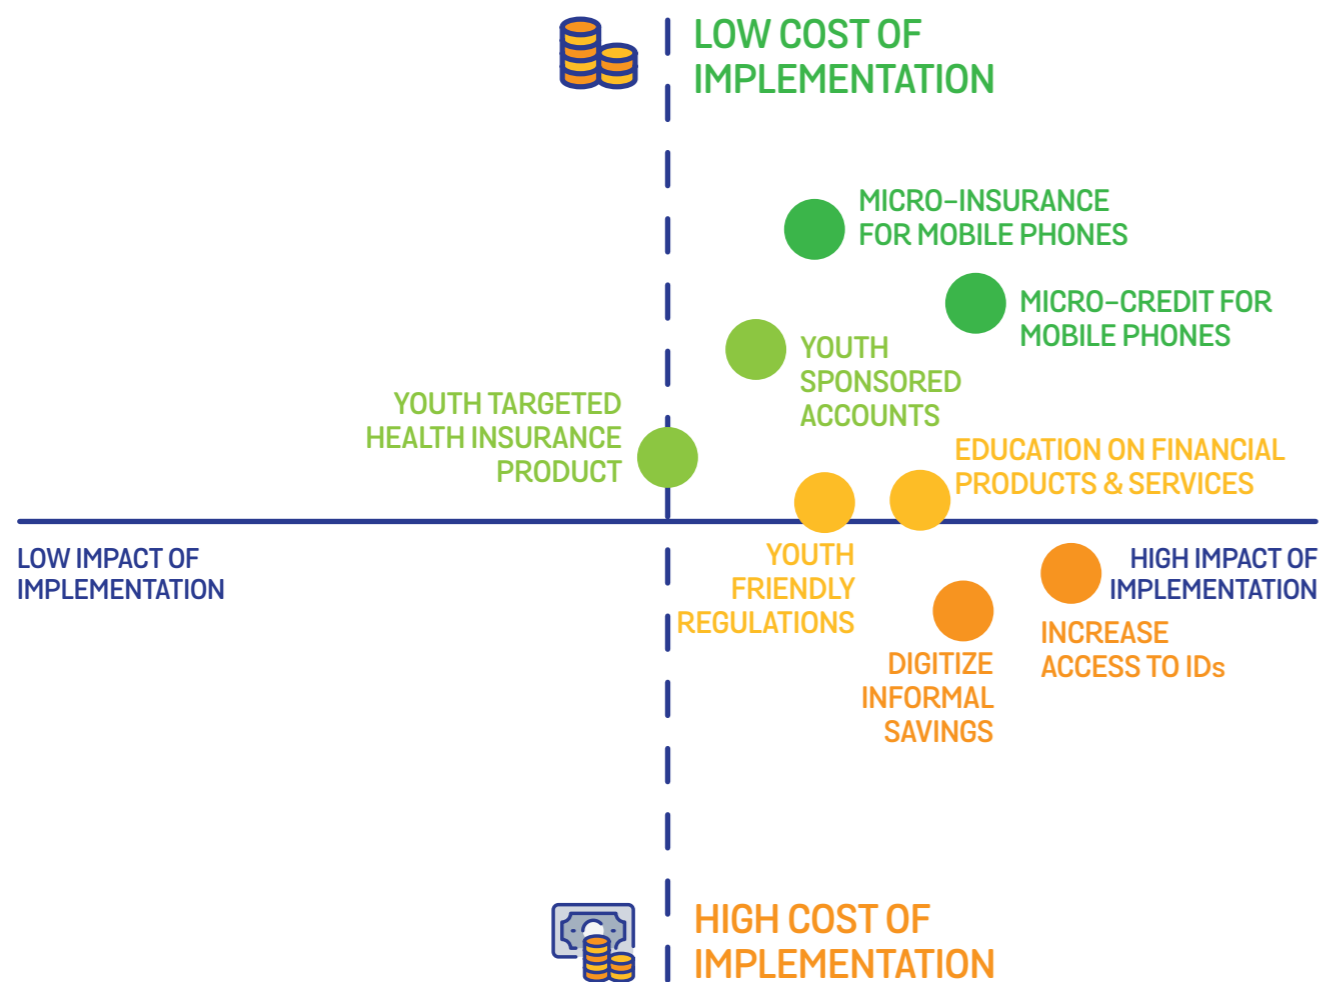 LOW COST OF
IMPLEMENTATION
MICRO-INSURANCE
FOR MOBILE PHONES
MICRO-CREDIT FOR
MOBILE PHONES
YOUTH
SPONSORED
ACCOUNTS
YOUTH TARGETED
HEALTH INSURANCE
PRODUCT
EDUCATION ON FINANCIAL
PRODUCTS & SERVICES
LOW IMPACT OF
IMPLEMENTATION
YOUTH
FRIENDLY
REGULATIONS
HIGH IMPACT OF
IMPLEMENTATION
INCREASE
ACCESS TO IDs
DIGITIZE
INFORMAL
SAVINGS
HIGH COST OF
IMPLEMENTATION